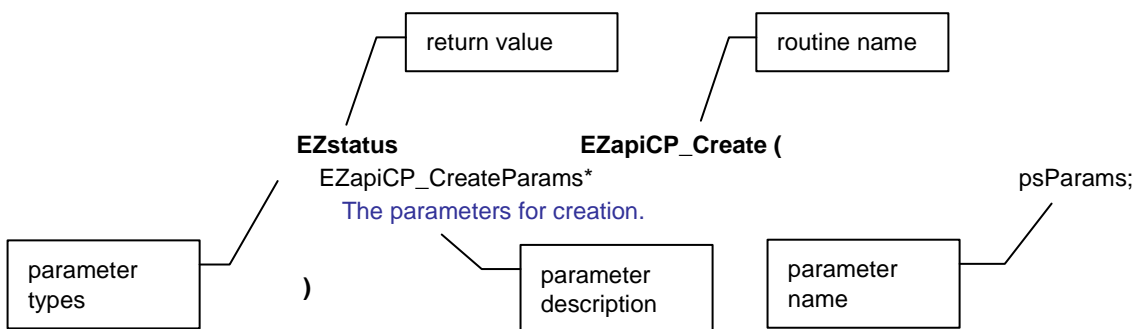 return value
routine name
EZstatus EZapiCP_Create (
EZapiCP_CreateParams* psParams;
The parameters for creation.
parameter
types
)
parameter
description
parameter
name